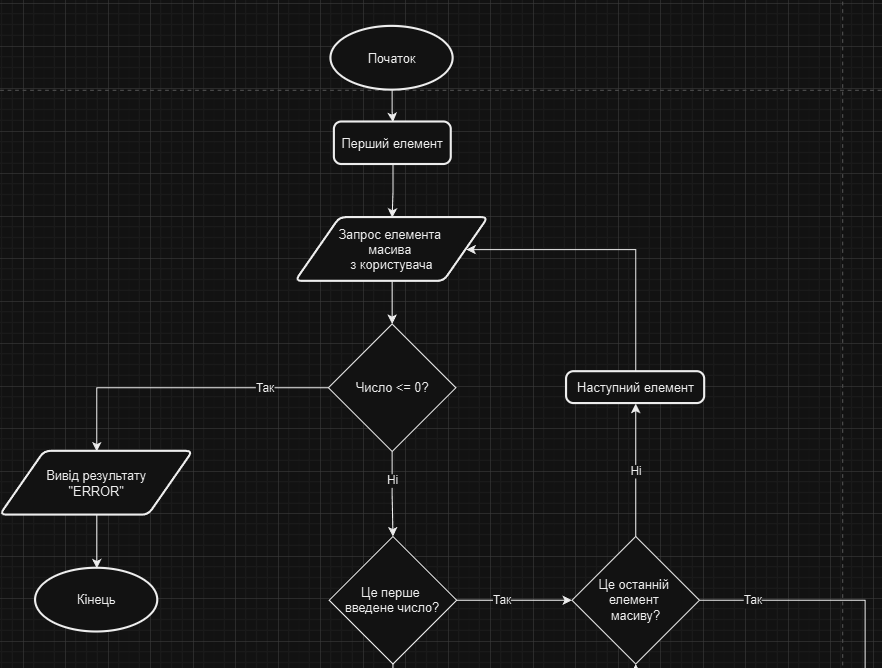 Початок
Перший елемент
Запрос елемента
масива
з користувача
Так
Число <= 0?
Наступний елемент
Вивід результату
"ERROR"
Ні
Ні
Кінець
Це перше
введене число?
Так
Це останній
елемент
масиву?
Так